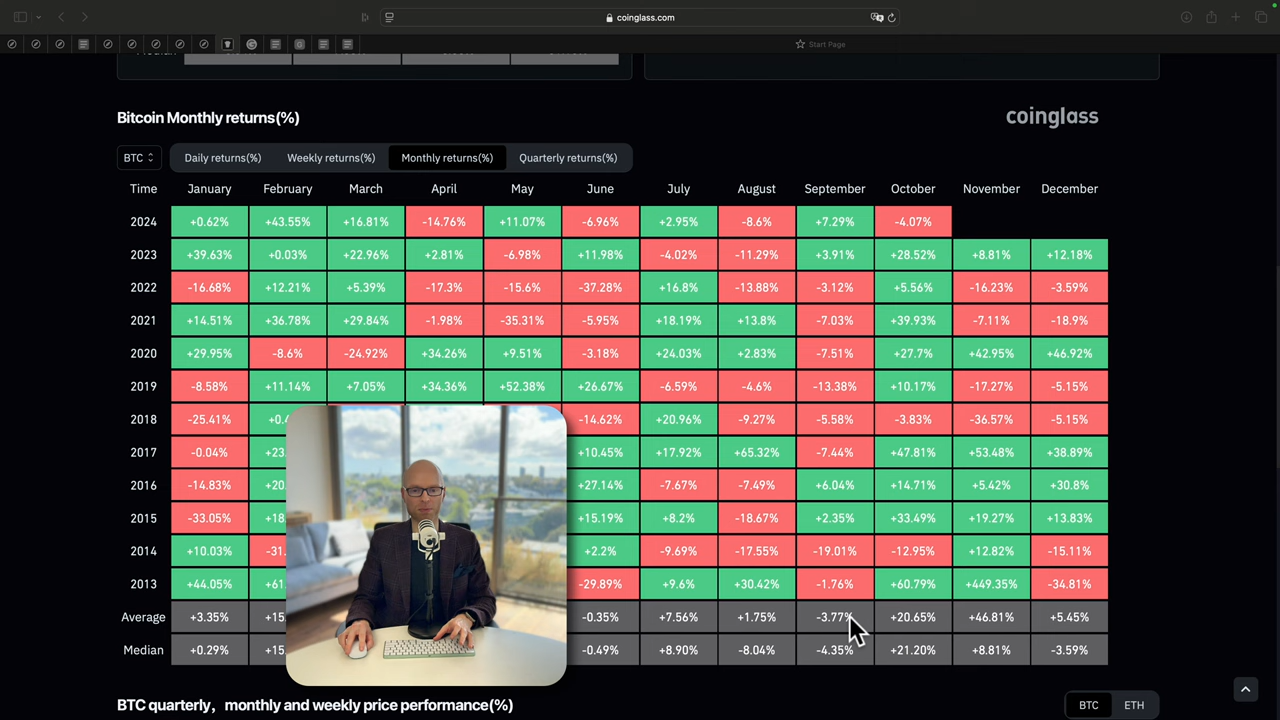 coinglass.com
Start Page
Bitcoin Monthly returns(%)
coinglass
BTC Daily returns(%) Weekly returns(%) Monthly returns(%) Quarterly returns(%)
Time January February March April May June July August September October November December
2024 +0.62% +43.55% +16.81% -14.76% +11.07% -6.96% +2.95% -8.6% +7.29% -4.07%
2023 +39.63% +0.03% +22.96% +2.81% -6.98% +11.98% -4.02% -11.29% +3.91% +28.52% +8.81% +12.18%
2022 -16.68% +12.21% +5.39% -17.3% -15.6% -37.28% +16.8% -13.88% -3.12% +5.56% -16.23% -3.59%
2021 +14.51% +36.78% +29.84% -1.98% -35.31% -5.95% +18.19% +13.8% -7.03% +39.93% -7.11% -18.9%
2020 +29.95% -8.6% -24.92% +34.26% +9.51% -3.18% +24.03% +2.83% -7.51% +27.7% +42.95% +46.92%
2019 -8.58% +11.14% +7.05% +34.36% +52.38% +26.67% -6.59% -4.6% -13.38% +10.17% -17.27% -5.15%
2018 -25.41% -14.62% +20.96% -9.27% -5.58% -3.83% -36.57% -5.15%
2017 -0.04% +10.45% +17.92% +65.32% -7.44% +47.81% +53.48% +38.89%
2016 -14.83% +27.14% -7.67% -7.49% +6.04% +14.71% +5.42% +30.8%
2015 -33.05% +15.19% +8.2% -18.67% +2.35% +33.49% +19.27% +13.83%
2014 +10.03% +2.2% -9.69% -17.55% -19.01% -12.95% +12.82% -15.11%
2013 +44.05% -29.89% +9.6% +30.42% -1.76% +60.79% +449.35% -34.81%
Average +3.35% -0.35% +7.56% +1.75% -3.77% +20.65% +46.81% +5.45%
Median +0.29% -0.49% +8.90% -8.04% -4.35% +21.20% +8.81% -3.59%
BTC quarterly, monthly and weekly price performance(%)
BTC ETH